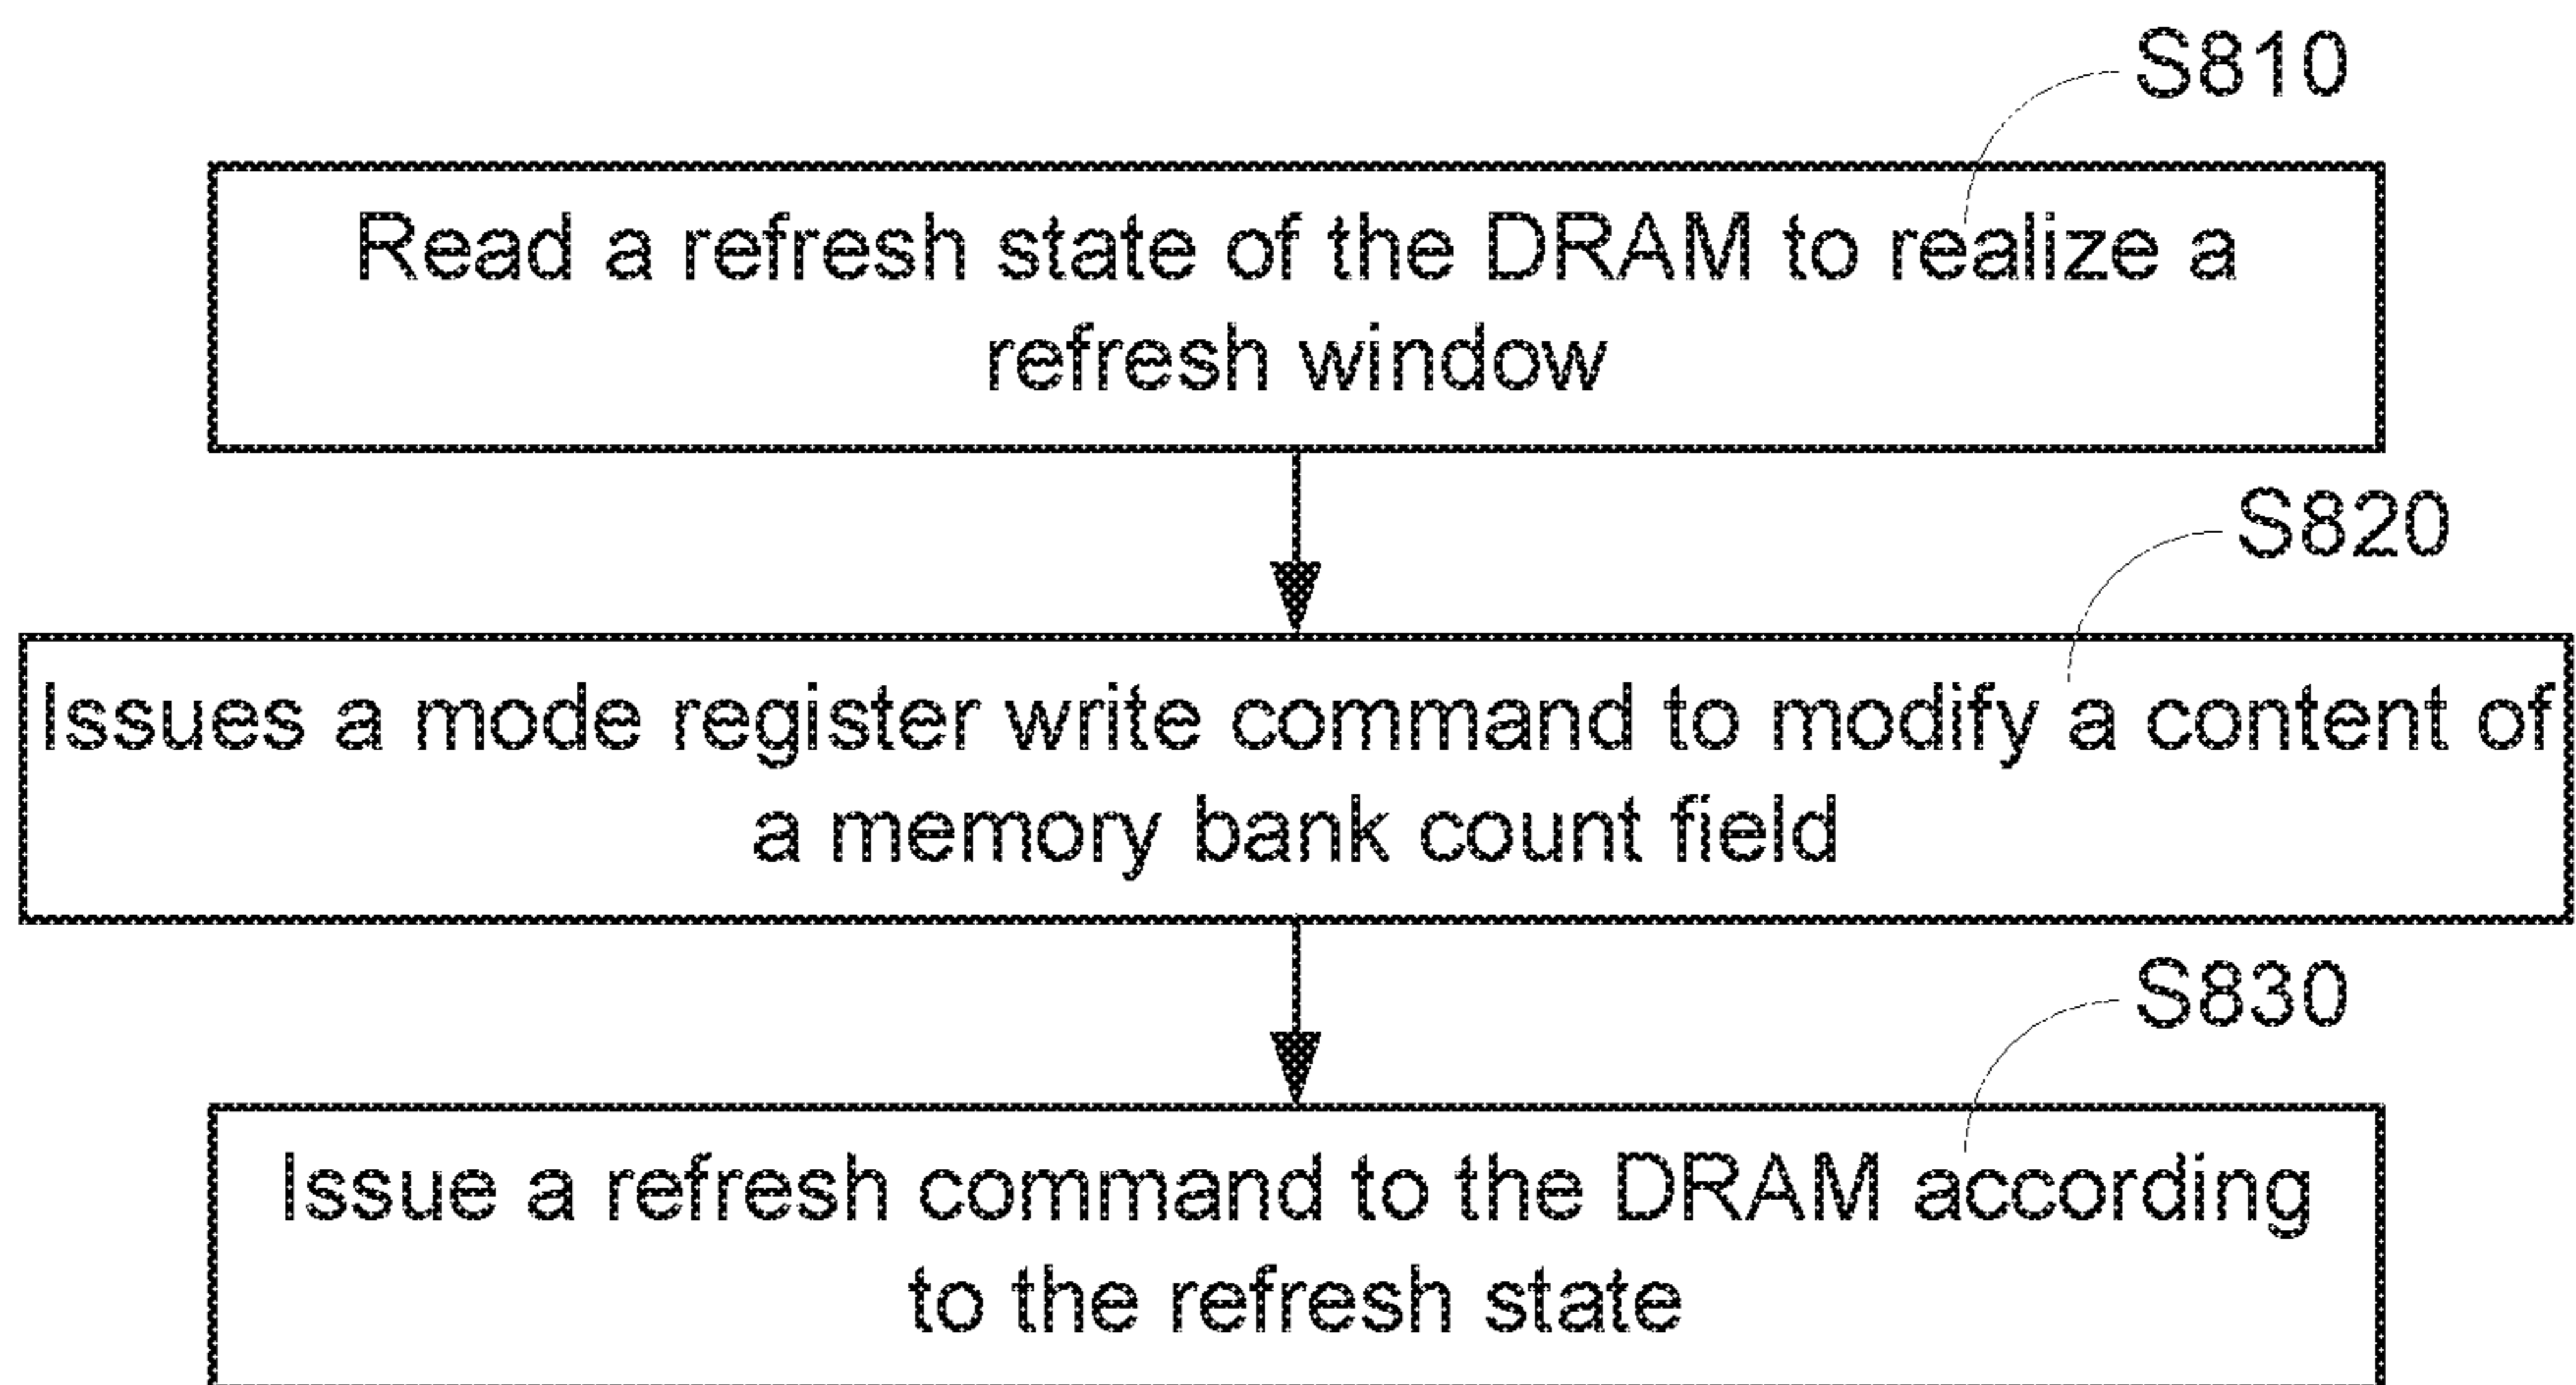 S810
Read a refresh state of the DRAM to realize a
refresh window
S820
Issues a mode register write command to modify a content of
a memory bank count field
S830
Issue a refresh command to the DRAM according
to the refresh state